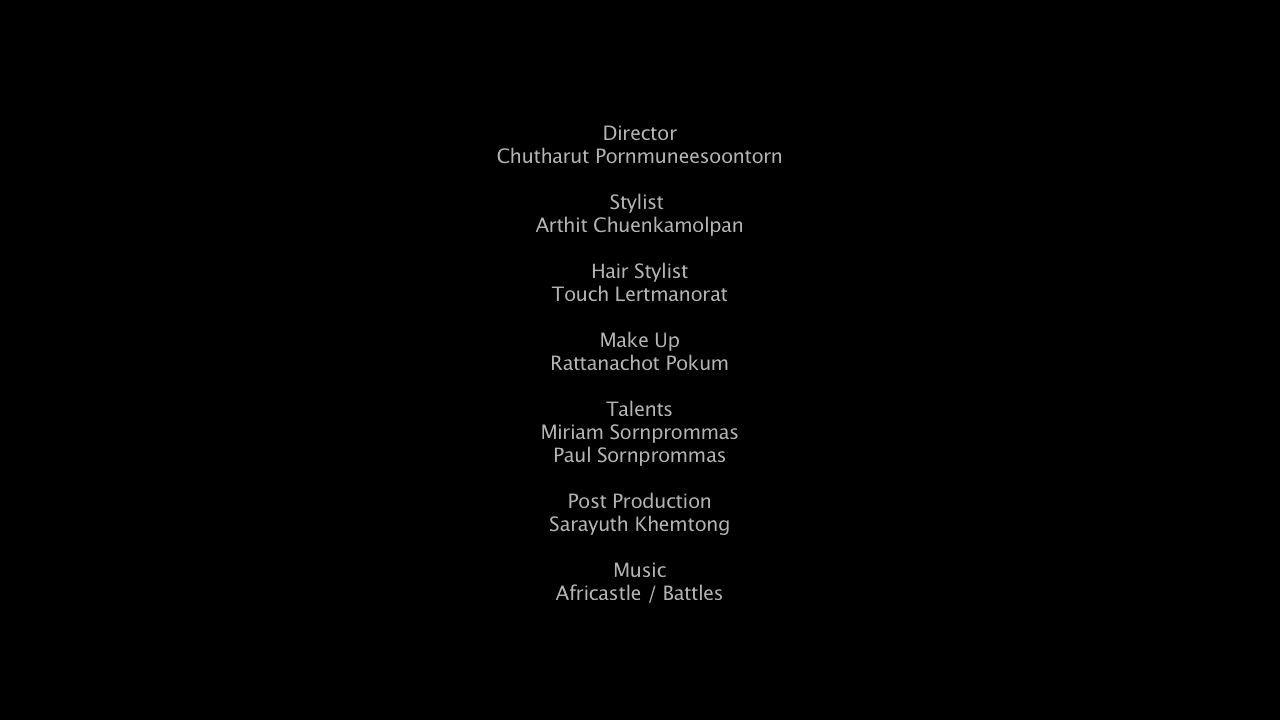 Director
Chutharut Pornmuneesoontorn
Stylist
Arthit Chuenkamolpan
Hair Stylist
Touch Lertmanorat
Make Up
Rattanachot Pokum
Talents
Miriam Sornprommas
Paul Sornprommas
Post Production
Sarayuth Khemtong
Music
Africastle / Battles